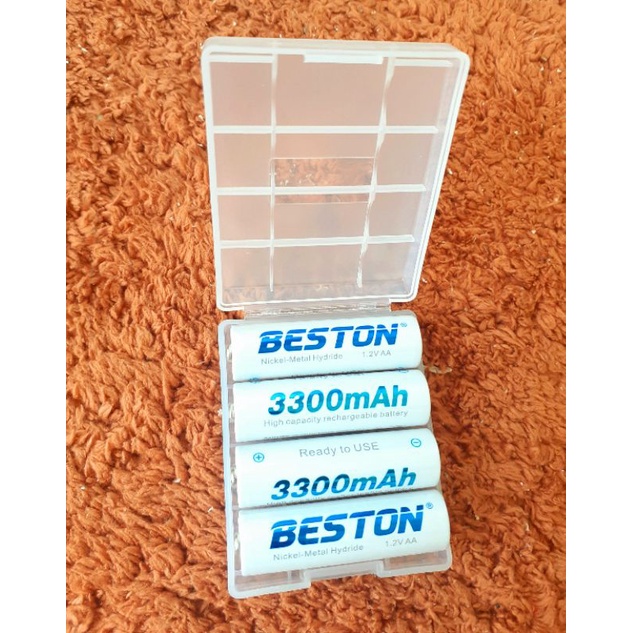 BESTON®
Nickel-Metal Hydride 1.2V AA
3300mAh
High capacity rechargeable battery
Ready to USE
3300mAh
BESTON®
Nickel-Metal Hydride 1.2V AA